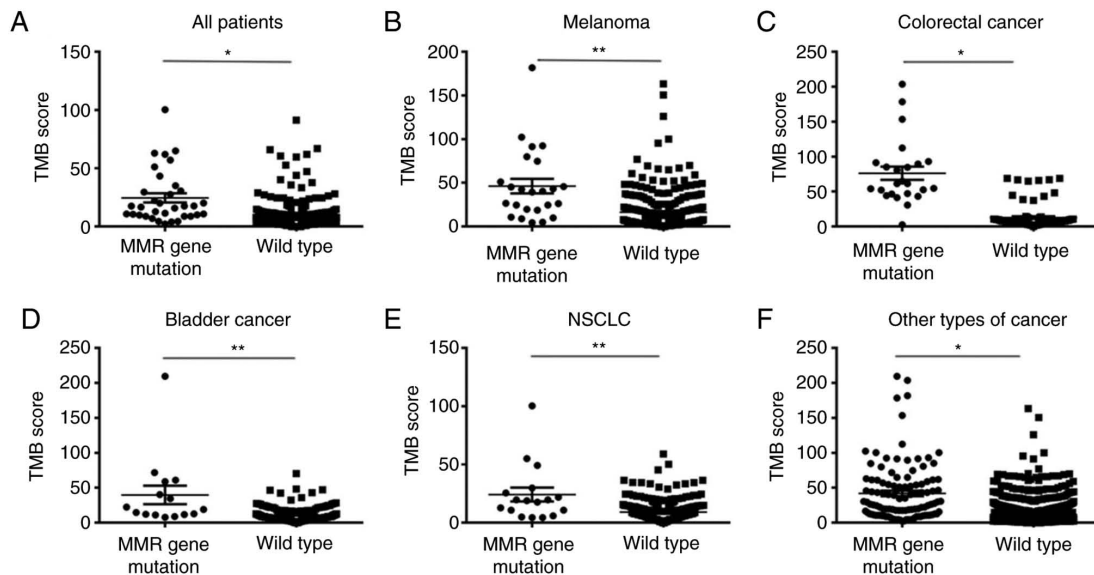 A
All patients
*
TMB score
150
100
50
0
MMR gene
mutation
Wild type
B
Melanoma
**
TMB score
200
150
100
50
0
MMR gene
mutation
Wild type
C
Colorectal cancer
*
TMB score
250
200
150
100
50
0
MMR gene
mutation
Wild type
D
Bladder cancer
**
TMB score
250
200
150
100
50
0
MMR gene
mutation
Wild type
E
NSCLC
**
TMB score
150
100
50
0
MMR gene
mutation
Wild type
F
Other types of cancer
*
TMB score
250
200
150
100
50
0
MMR gene
mutation
Wild type